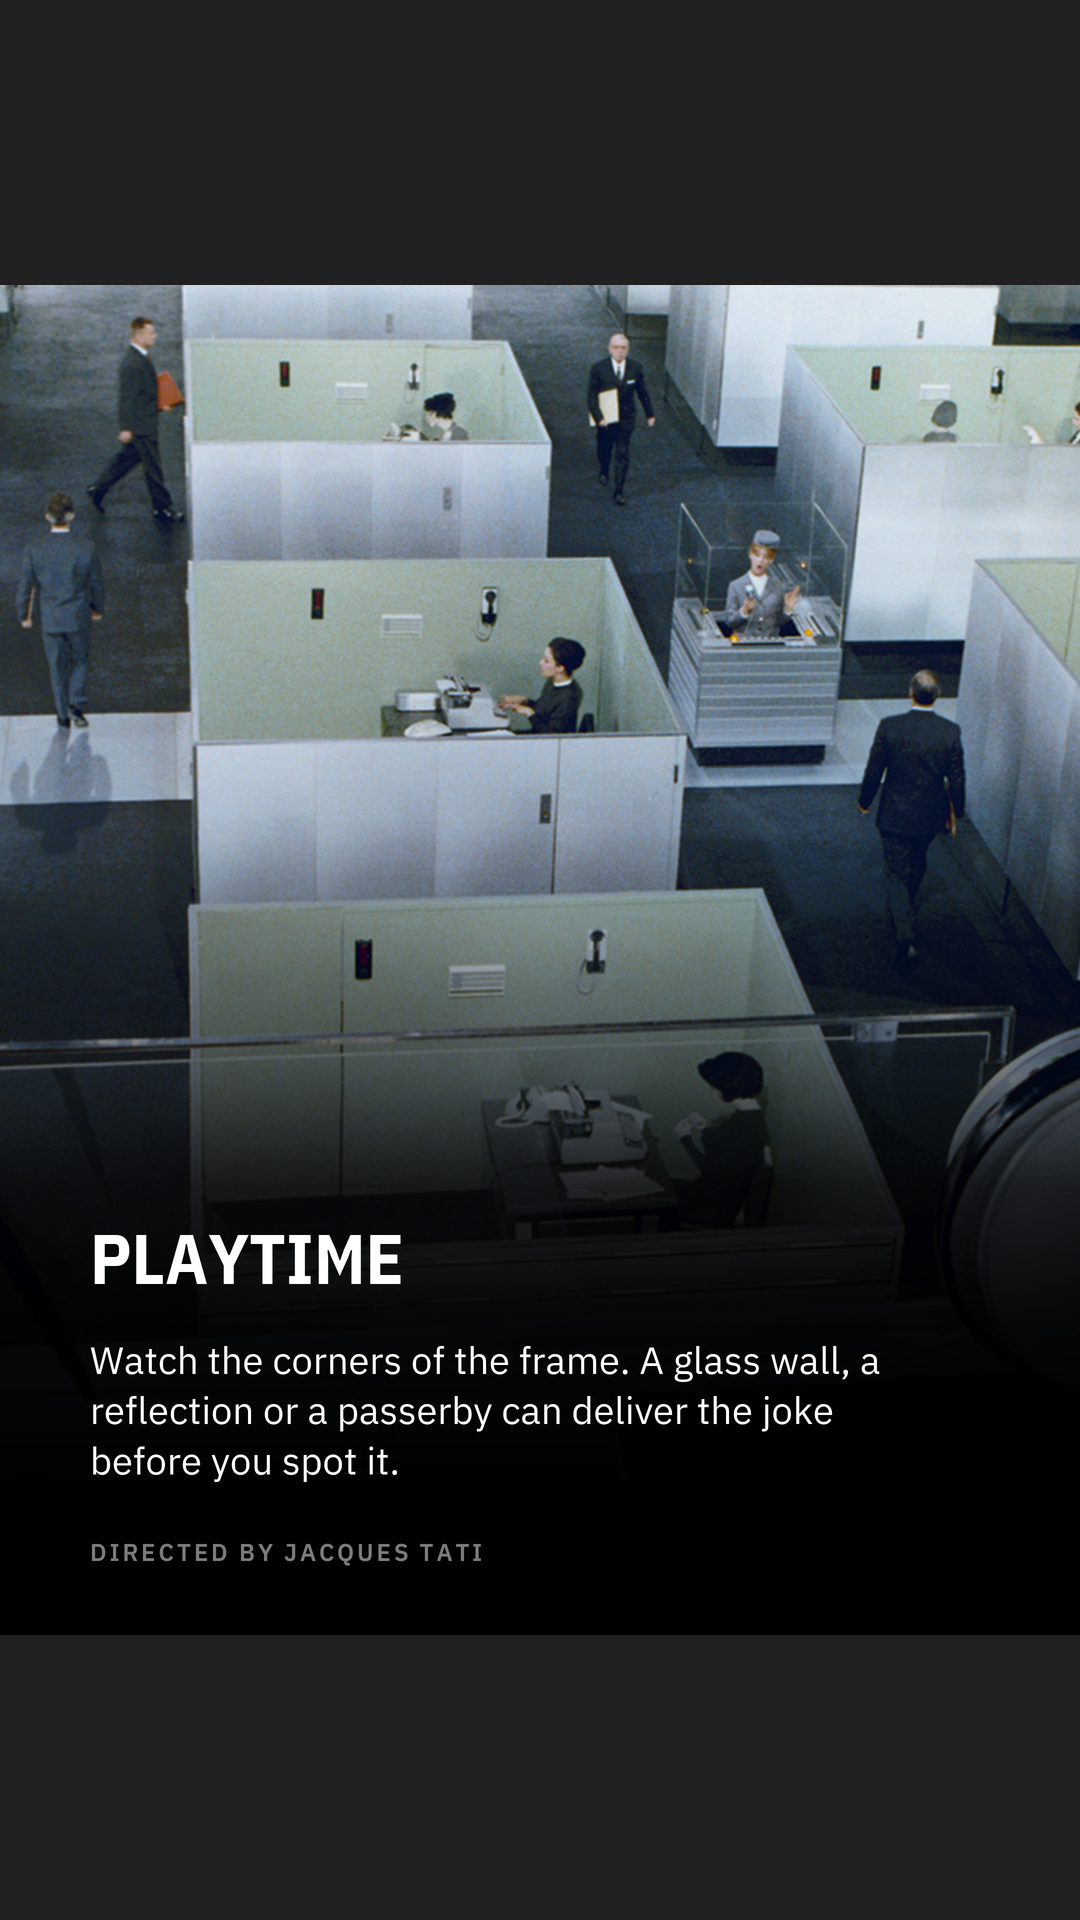 PLAYTIME
Watch the corners of the frame. A glass wall, a
reflection or a passerby can deliver the joke
before you spot it.
DIRECTED BY JACQUES TATI